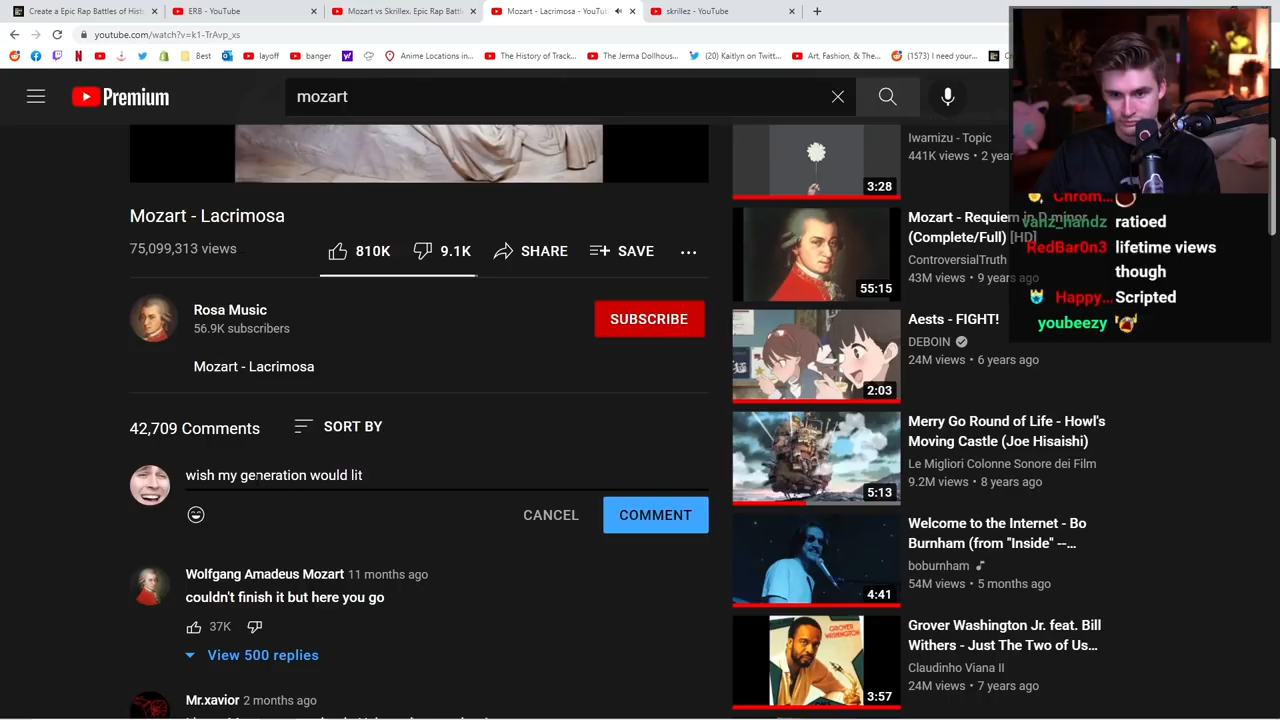 Create a Epic Rap Battles of Hist
ERB - YouTube
Mozart vs Skrillex. Epic Rap Battl
Mozart - Lacrimosa - YouTu
skrillez - YouTube
youtube.com/watch?v=k1-TrAvp_xs
Best
layoff
banger
Anime Locations in...
The History of Track...
The Jerma Dollhous...
(20) Kaitlyn on Twitt...
Art, Fashion, & The...
(1573) I need your...
Premium
mozart
Mozart - Lacrimosa
75,099,313 views
810K
9.1K
SHARE
SAVE
Rosa Music
56.9K subscribers
SUBSCRIBE
Mozart - Lacrimosa
42,709 Comments
SORT BY
wish my generation would lit
CANCEL
COMMENT
Wolfgang Amadeus Mozart 11 months ago
couldn't finish it but here you go
37K
View 500 replies
Mr.xavior 2 months ago
Iwamizu - Topic
441K views • 2 year
3:28
Mozart - Requiem in D minor
(Complete/Full) [HD]
ControversialTruth
43M views • 9 years ago
55:15
Aests - FIGHT!
DEBOIN
24M views • 6 years ago
2:03
Merry Go Round of Life - Howl's
Moving Castle (Joe Hisaishi)
Le Migliori Colonne Sonore dei Film
9.2M views • 8 years ago
5:13
Welcome to the Internet - Bo
Burnham (from "Inside" --...
boburnham
54M views • 5 months ago
4:41
Grover Washington Jr. feat. Bill
Withers - Just The Two of Us...
Claudinho Viana II
24M views • 7 years ago
3:57
Chrom...
vanz_handz ratioed
RedBar0n3 lifetime views
though
Happy... Scripted
youbeezy